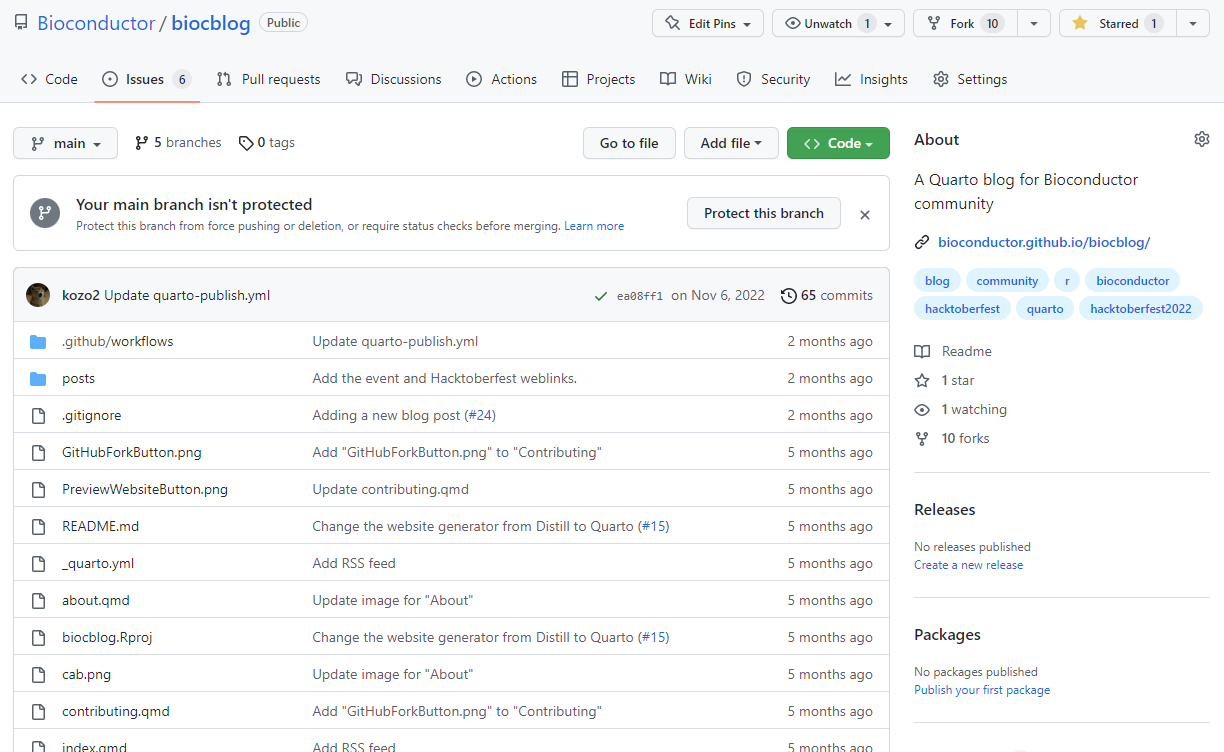 Bioconductor / biocblog Public
Edit Pins Unwatch 1 Fork 10 Starred 1
Code Issues 6 Pull requests Discussions Actions Projects Wiki Security Insights Settings
main 5 branches 0 tags Go to file Add file Code
Your main branch isn't protected
Protect this branch from force pushing or deletion, or require status checks before merging. Learn more
Protect this branch
kozo2 Update quarto-publish.yml ea08ff1 on Nov 6, 2022 65 commits
.github/workflows Update quarto-publish.yml 2 months ago
posts Add the event and Hacktoberfest weblinks. 2 months ago
.gitignore Adding a new blog post (#24) 2 months ago
GitHubForkButton.png Add "GitHubForkButton.png" to "Contributing" 5 months ago
PreviewWebsiteButton.png Update contributing.qmd 5 months ago
README.md Change the website generator from Distill to Quarto (#15) 5 months ago
_quarto.yml Add RSS feed 5 months ago
about.qmd Update image for "About" 5 months ago
biocblog.Rproj Change the website generator from Distill to Quarto (#15) 5 months ago
cab.png Update image for "About" 5 months ago
contributing.qmd Add "GitHubForkButton.png" to "Contributing" 5 months ago
index.qmd Add RSS feed 5 months ago
About
A Quarto blog for Bioconductor
community
bioconductor.github.io/biocblog/
blog community r bioconductor
hacktoberfest quarto hacktoberfest2022
Readme
1 star
1 watching
10 forks
Releases
No releases published
Create a new release
Packages
No packages published
Publish your first package